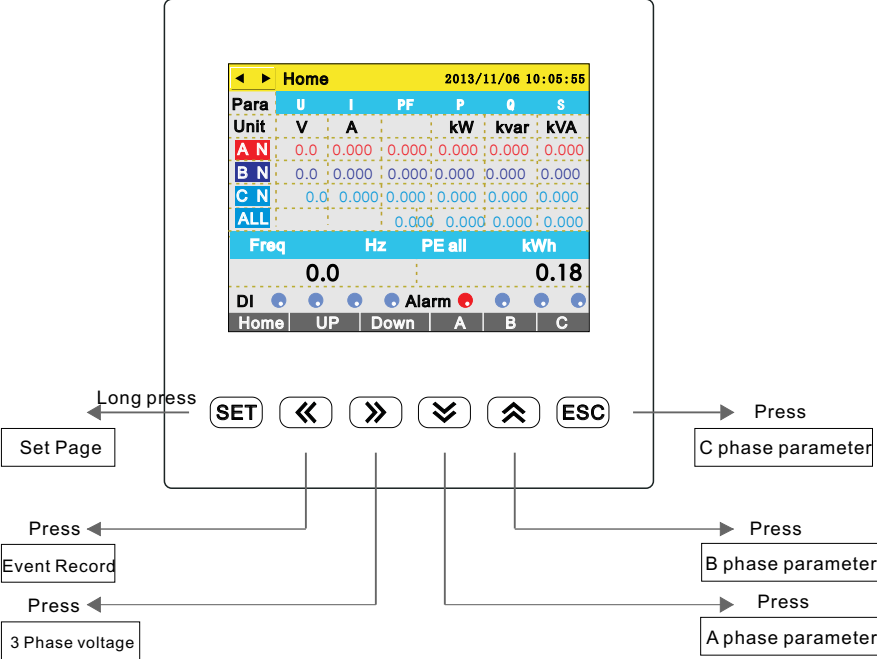 Home 2013/11/06 10:05:55
Para U I PF P Q S
Unit V A kW kvar kVA
A N 0.0 0.000 0.000 0.000 0.000 0.000
B N 0.0 0.000 0.000 0.000 0.000 0.000
C N 0.0 0.000 0.000 0.000 0.000 0.000
ALL 0.000 0.000 0.000 0.000
Freq Hz PE all kWh
0.0 0.18
DI Alarm
Home UP Down A B C
Long press
SET ESC
Press
Set Page
C phase parameter
Press
Press
Event Record
B phase parameter
Press
Press
3 Phase voltage
A phase parameter